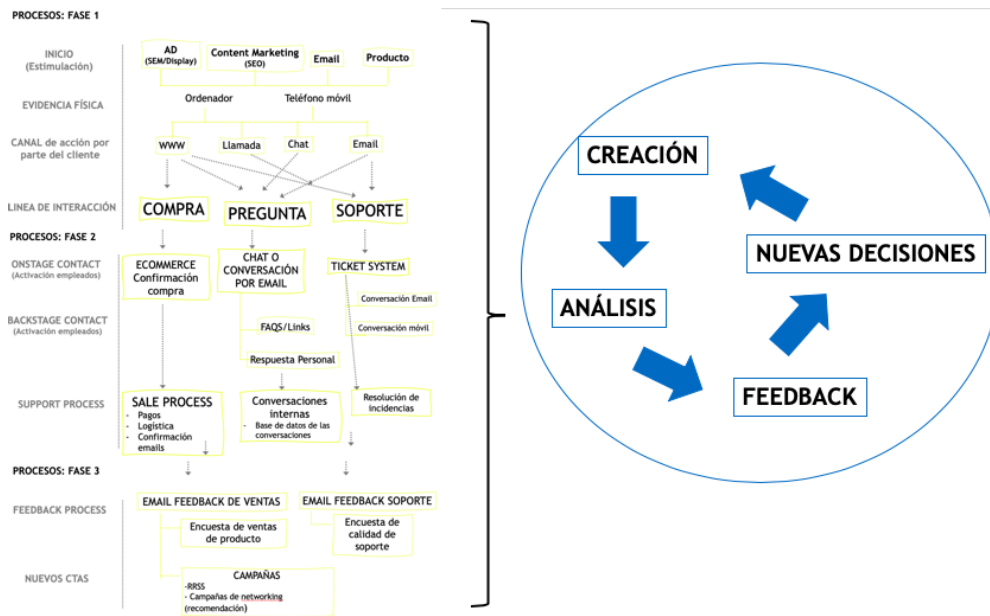 PROCESOS: FASE 1
INICIO
(Estimulación)
AD
(SEM/Display)
Content Marketing
(SEO)
Email
Producto
EVIDENCIA FÍSICA
Ordenador
Teléfono móvil
CANAL de acción por
parte del cliente
WWW
Llamada
Chat
Email
LINEA DE INTERACCIÓN
COMPRA
PREGUNTA
SOPORTE
PROCESOS: FASE 2
ONSTAGE CONTACT
(Activación empleados)
ECOMMERCE
Confirmación
compra
CHAT O
CONVERSACIÓN
POR EMAIL
TICKET SYSTEM
Conversación Email
BACKSTAGE CONTACT
(Activación empleados)
FAQS/Links
Conversación móvil
Respuesta Personal
SUPPORT PROCESS
SALE PROCESS
- Pagos
- Logística
- Confirmación
emails
Conversaciones
internas
- Base de datos de las
conversaciones
Resolución de
incidencias
PROCESOS: FASE 3
FEEDBACK PROCESS
EMAIL FEEDBACK DE VENTAS
Encuesta de ventas
de producto
EMAIL FEEDBACK SOPORTE
Encuesta de
calidad de
soporte
NUEVOS CTAS
CAMPAÑAS
-RRSS
- Campañas de networking
(recomendación)
CREACIÓN
NUEVAS DECISIONES
ANÁLISIS
FEEDBACK